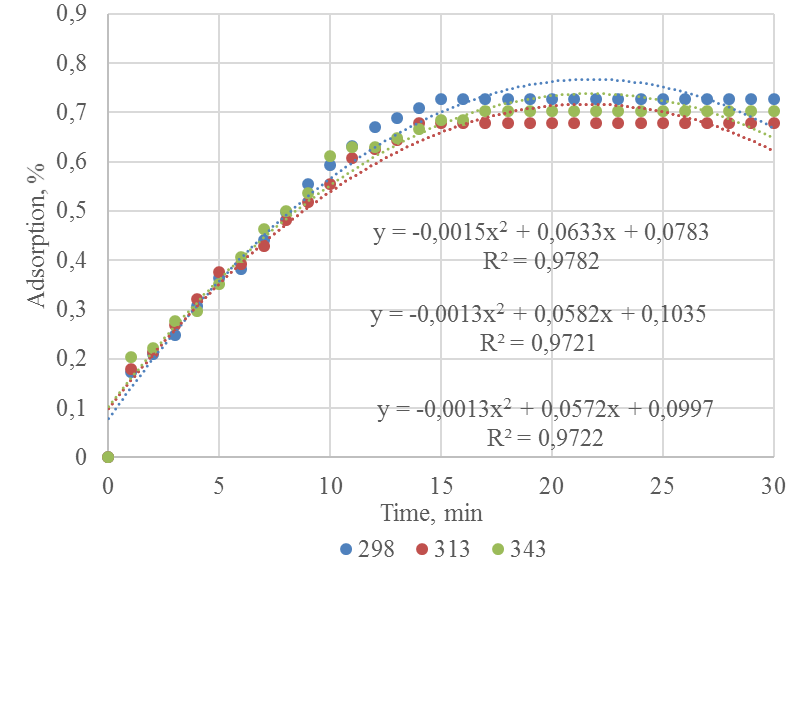 0,9
0,8
0,7
0,6
0,5
0,4
0,3
0,2
0,1
0
Adsorption, %
y = -0,0015x² + 0,0633x + 0,0783
R² = 0,9782
y = -0,0013x² + 0,0582x + 0,1035
R² = 0,9721
y = -0,0013x² + 0,0572x + 0,0997
R² = 0,9722
0 5 10 15 20 25 30
Time, min
298 313 343